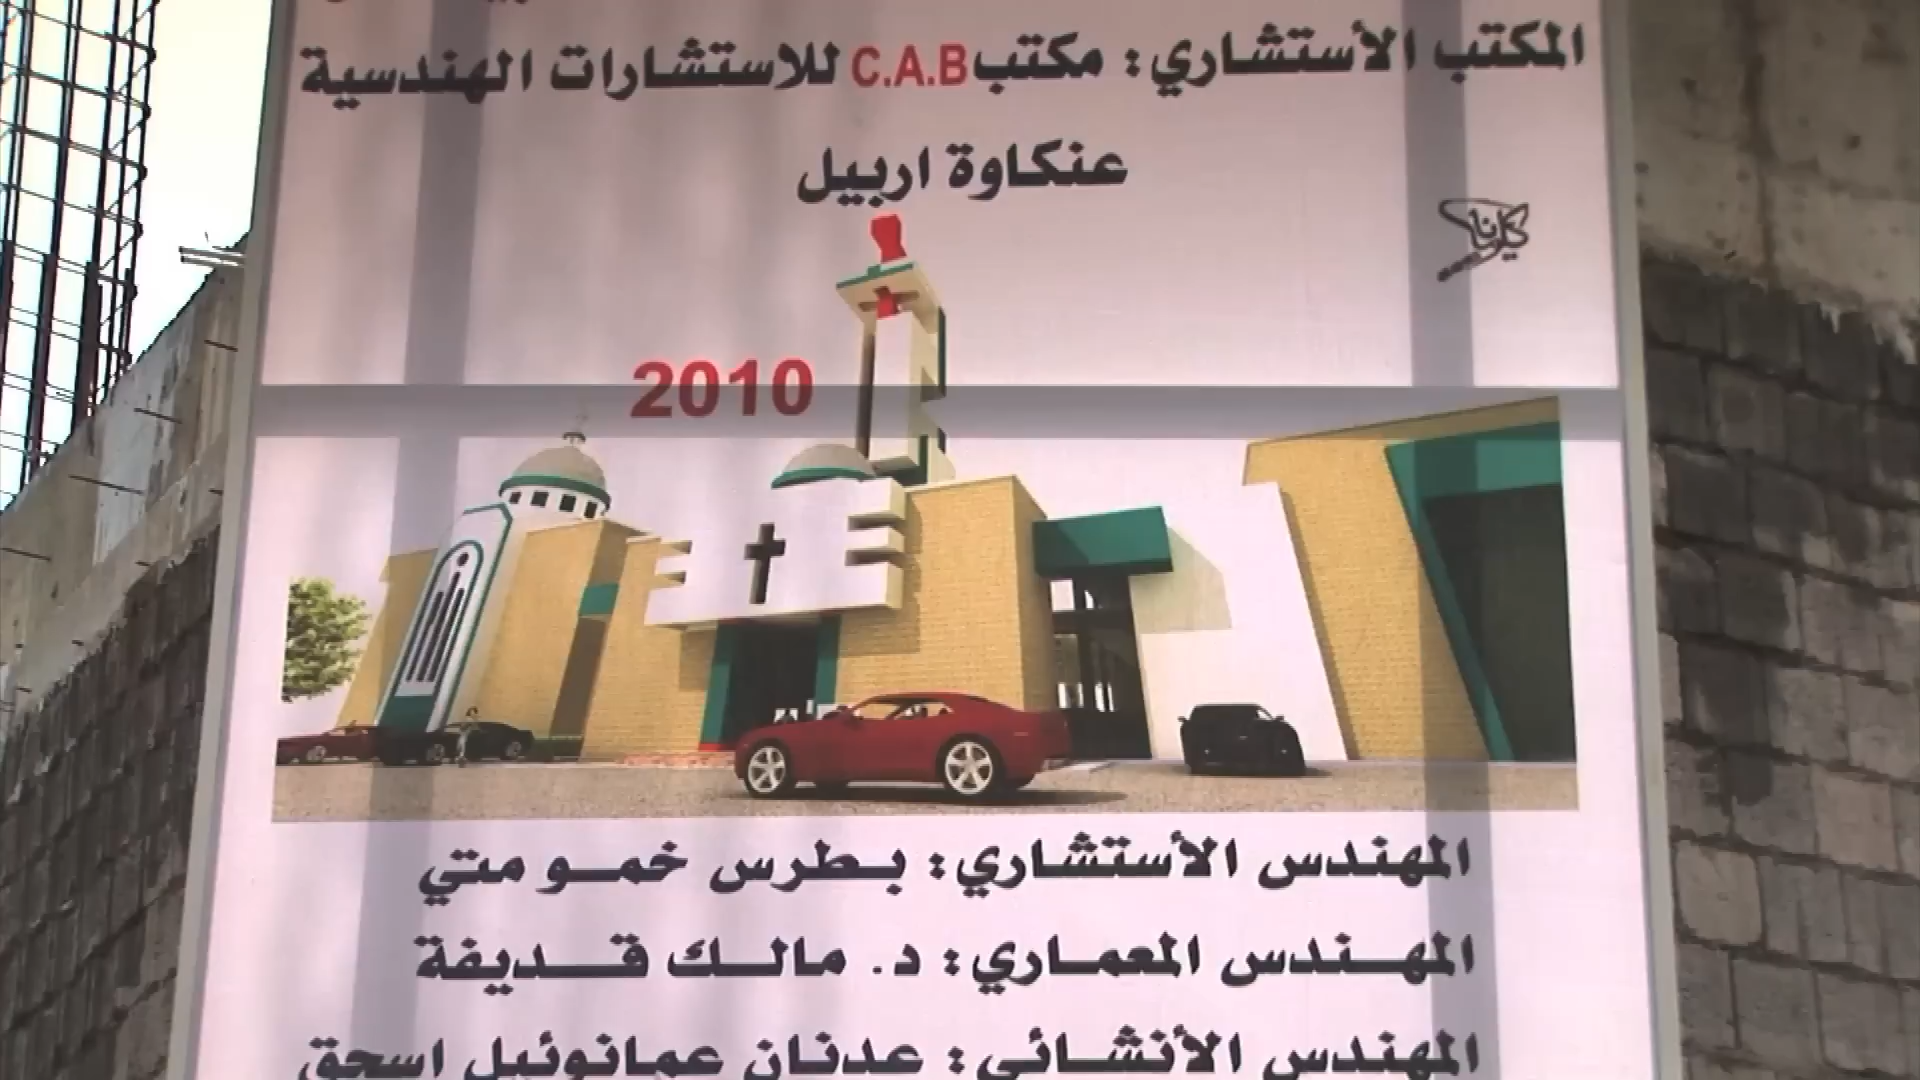 المكتب الأستشاري: مكتب C.A.B للاستشارات الهندسية
عنكاوة اربيل
2010
المهندس الأستشاري: بطرس خمو متي
المهندس المعماري: د. مالك قديفة
المهندس الأنشائي: عدنان عمانوئيل اسحق